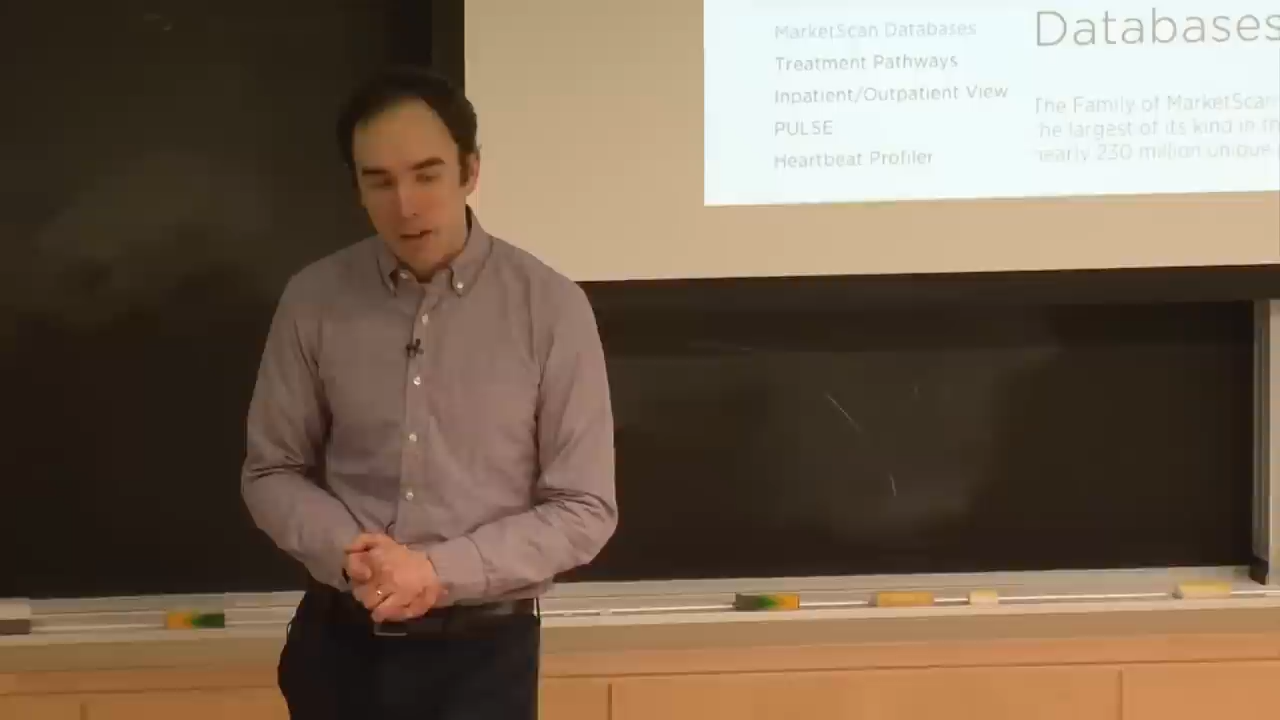 MarketScan Databases
Treatment Pathways
Inpatient/Outpatient View
PULSE
Heartbeat Profiler
Databases
The Family of MarketScan
the largest of its kind in th
nearly 230 million unique